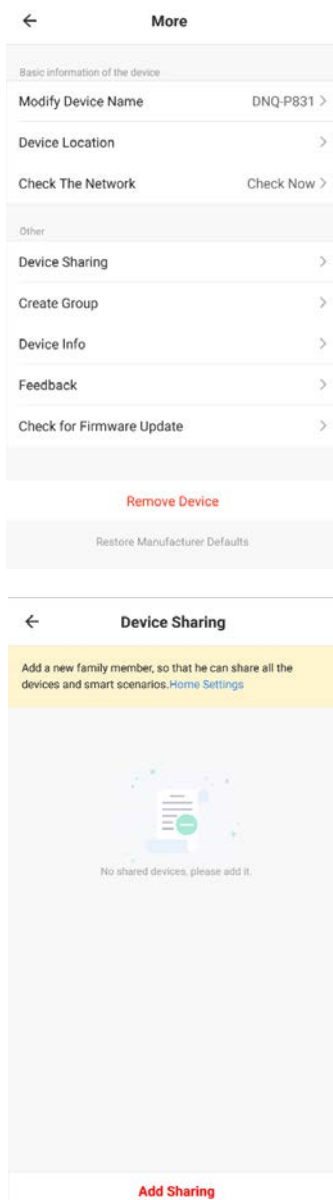 More
Basic information of the device
Modify Device Name DNQ-P831
Device Location
Check The Network Check Now
Other
Device Sharing
Create Group
Device Info
Feedback
Check for Firmware Update
Remove Device
Restore Manufacturer Defaults
Device Sharing
Add a new family member, so that he can share all the
devices and smart scenarios.Home Settings
No shared devices, please add it.
Add Sharing